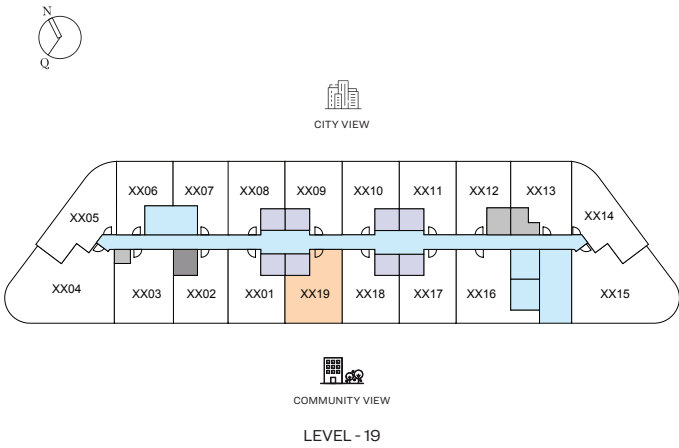 N
Q
CITY VIEW
XX06 XX07 XX08 XX09 XX10 XX11 XX12 XX13
XX05 XX14
XX04 XX03 XX02 XX01 XX19 XX18 XX17 XX16 XX15
COMMUNITY VIEW
LEVEL - 19